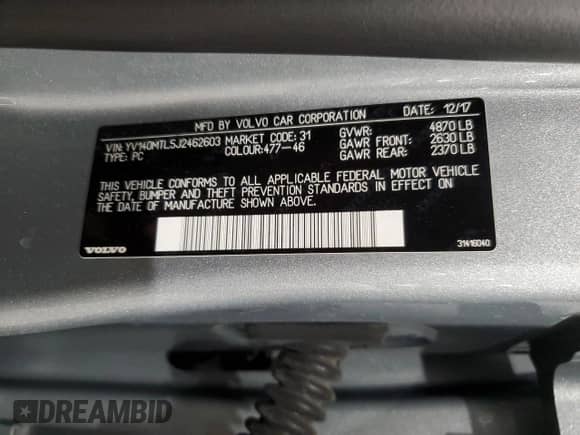 MFD BY VOLVO CAR CORPORATION DATE: 12/17
VIN: YV140MTL5J2462603 MARKET CODE: 31 GVWR: 4870 LB
TYPE: PC COLOUR:477-46 GAWR FRONT: 2630 LB
GAWR REAR: 2370 LB
THIS VEHICLE CONFORMS TO ALL APPLICABLE FEDERAL MOTOR VEHICLE
SAFETY, BUMPER AND THEFT PREVENTION STANDARDS IN EFFECT ON
THE DATE OF MANUFACTURE SHOWN ABOVE.
VOLVO 31416040
DREAMBID